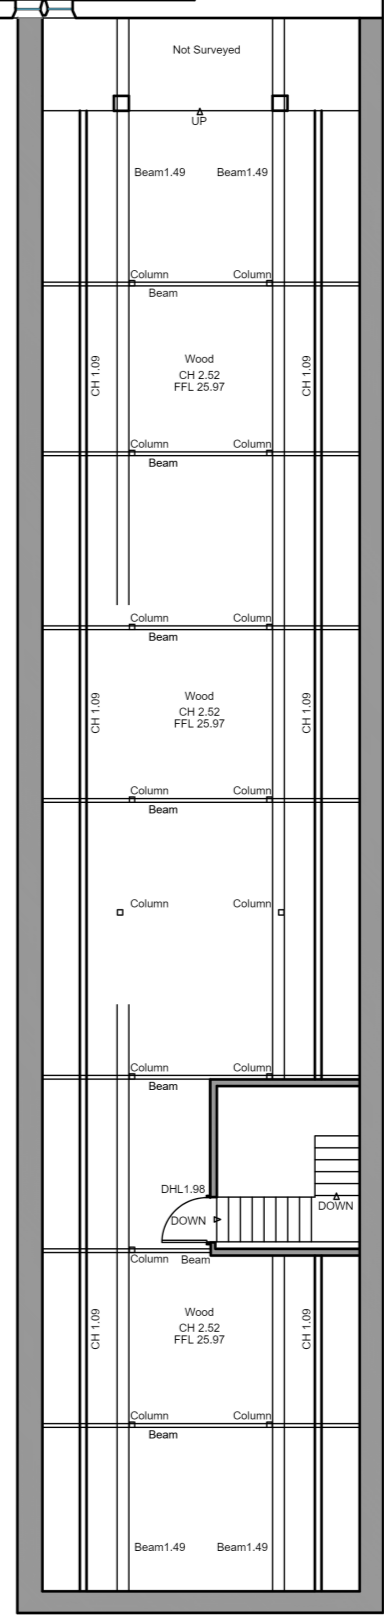 Not Surveyed
UP
Beam1.49 Beam1.49
Column Column
Beam
CH 1.09
Wood
CH 2.52
FFL 25.97
CH 1.09
Column Column
Beam
Column Column
Beam
CH 1.09
Wood
CH 2.52
FFL 25.97
CH 1.09
Column Column
Beam
Column Column
Column Column
Beam
DHL1.98
DOWN
DOWN
Column Beam
CH 1.09
Wood
CH 2.52
FFL 25.97
CH 1.09
Column Column
Beam
Beam1.49 Beam1.49